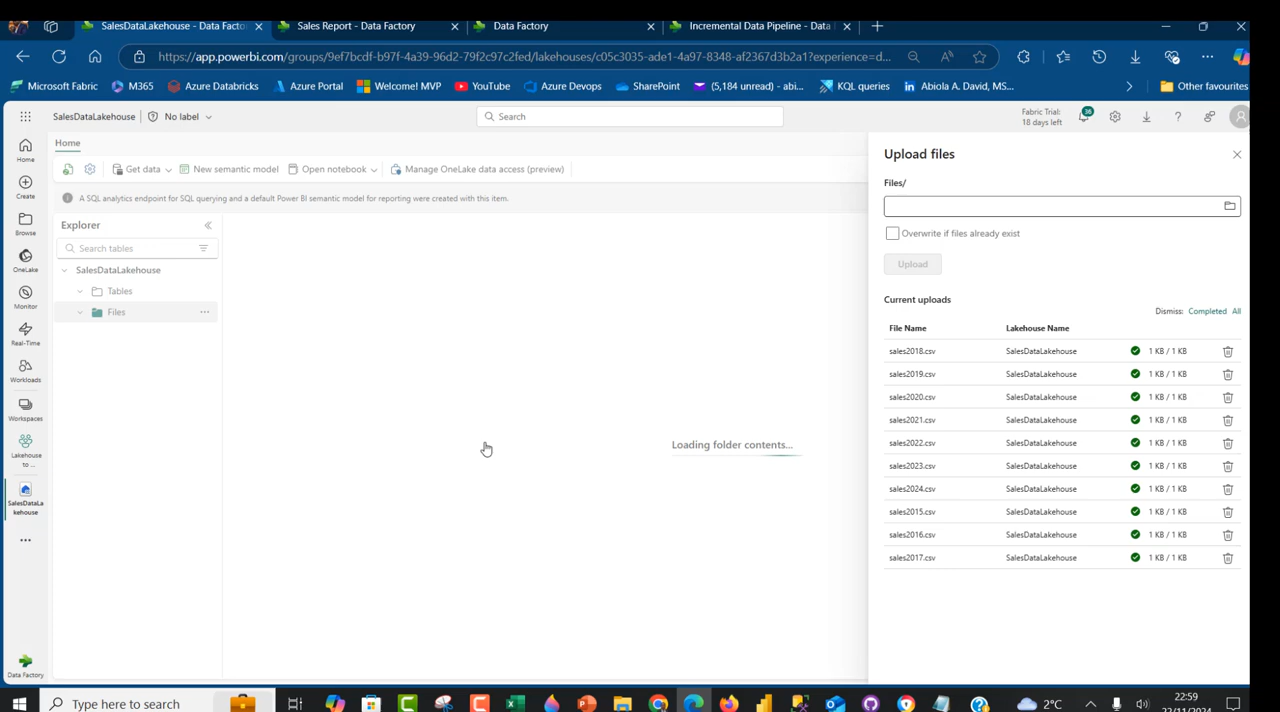 SalesDataLakehouse - Data Facto
Sales Report - Data Factory
Data Factory
Incremental Data Pipeline - Data
https://app.powerbi.com/groups/9ef7bcdf-b97f-4a39-96d2-79f2c97c2fed/lakehouses/c05c3035-ade1-4a97-8348-af2367d3b2a1?experience=d...
Microsoft Fabric
M365
Azure Databricks
Azure Portal
Welcome! MVP
YouTube
Azure Devops
SharePoint
(5,184 unread) - abi...
KQL queries
Abiola A. David, MS...
Other favourites
SalesDataLakehouse
No label
Search
Fabric Trial:
18 days left
36
Home
Get data
New semantic model
Open notebook
Manage OneLake data access (preview)
A SQL analytics endpoint for SQL querying and a default Power BI semantic model for reporting were created with this item.
Home
Create
Browse
OneLake
Monitor
Real-Time
Workloads
Workspaces
Lakehouse
to ...
SalesDataLa
kehouse
Data Factory
Explorer
Search tables
SalesDataLakehouse
Tables
Files
Loading folder contents...
Upload files
Files/
Overwrite if files already exist
Upload
Current uploads
Dismiss: Completed All
File Name Lakehouse Name
sales2018.csv SalesDataLakehouse 1 KB / 1 KB
sales2019.csv SalesDataLakehouse 1 KB / 1 KB
sales2020.csv SalesDataLakehouse 1 KB / 1 KB
sales2021.csv SalesDataLakehouse 1 KB / 1 KB
sales2022.csv SalesDataLakehouse 1 KB / 1 KB
sales2023.csv SalesDataLakehouse 1 KB / 1 KB
sales2024.csv SalesDataLakehouse 1 KB / 1 KB
sales2015.csv SalesDataLakehouse 1 KB / 1 KB
sales2016.csv SalesDataLakehouse 1 KB / 1 KB
sales2017.csv SalesDataLakehouse 1 KB / 1 KB
Type here to search
2°C
22:59
22/11/2024